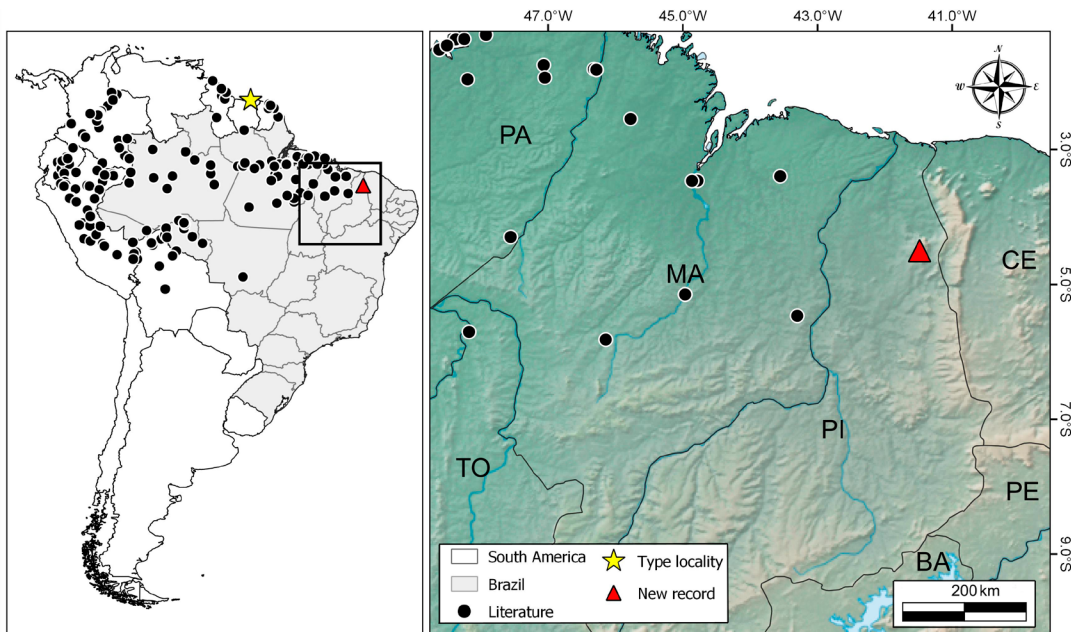 47.0°W 45.0°W 43.0°W 41.0°W
N
W E
S
PA
3.0°S
MA
CE
5.0°S
7.0°S
PI
TO
PE
9.0°S
BA
South America
Brazil
Literature
Type locality
New record
200 km